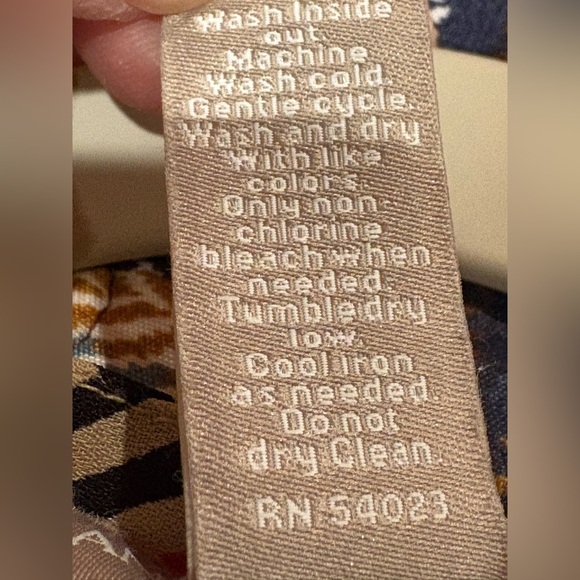 Wash Inside
out.
Machine
Wash cold.
Gentle cycle.
Wash and dry
With like
colors.
Only non-
chlorine
bleach when
needed.
Tumble dry
low.
Cool iron
as needed.
Do not
dry Clean.
RN 54023